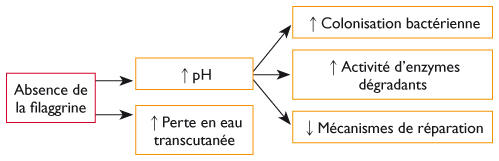 Absence de
la filaggrine
↑ pH
↑ Perte en eau
transcutanée
↑ Colonisation bactérienne
↑ Activité d’enzymes
dégradants
↓ Mécanismes de réparation